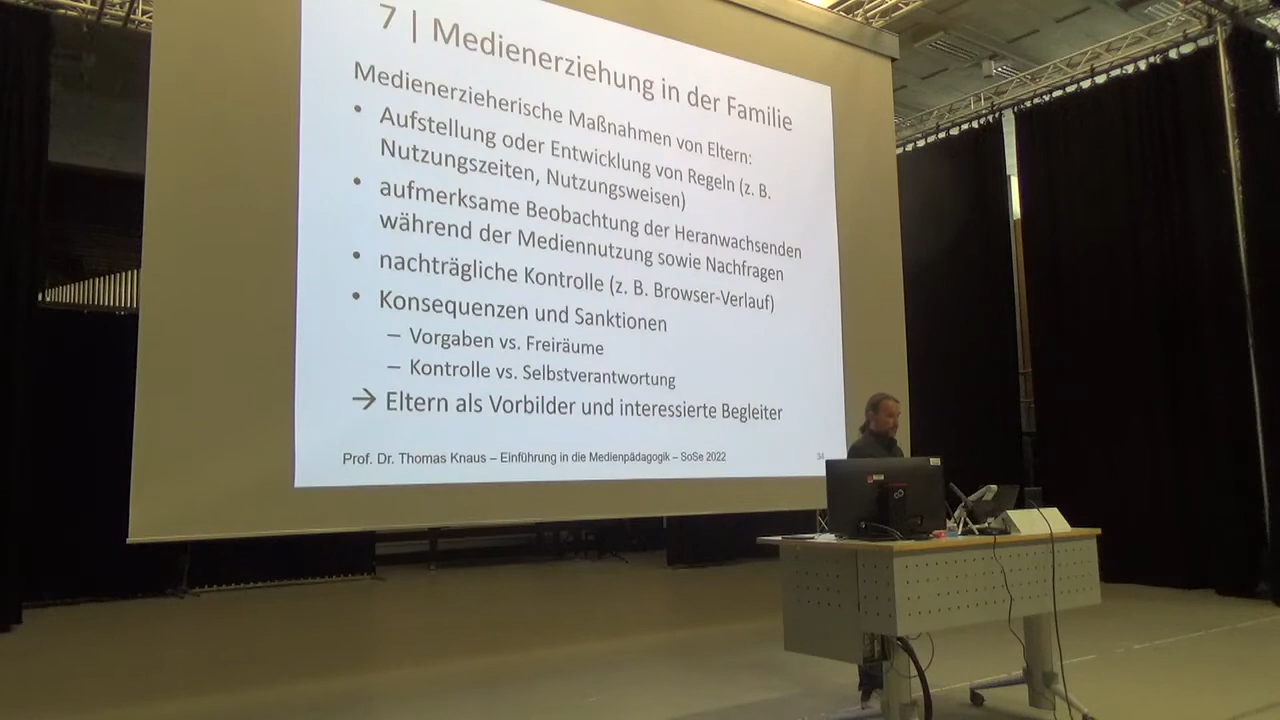 7 | Medienerziehung in der Familie
Medienerzieherische Maßnahmen von Eltern:
• Aufstellung oder Entwicklung von Regeln (z. B.
Nutzungszeiten, Nutzungsweisen)
• aufmerksame Beobachtung der Heranwachsenden
während der Mediennutzung sowie Nachfragen
• nachträgliche Kontrolle (z. B. Browser-Verlauf)
• Konsequenzen und Sanktionen
– Vorgaben vs. Freiräume
– Kontrolle vs. Selbstverantwortung
→ Eltern als Vorbilder und interessierte Begleiter
Prof. Dr. Thomas Knaus – Einführung in die Medienpädagogik – SoSe 2022
34